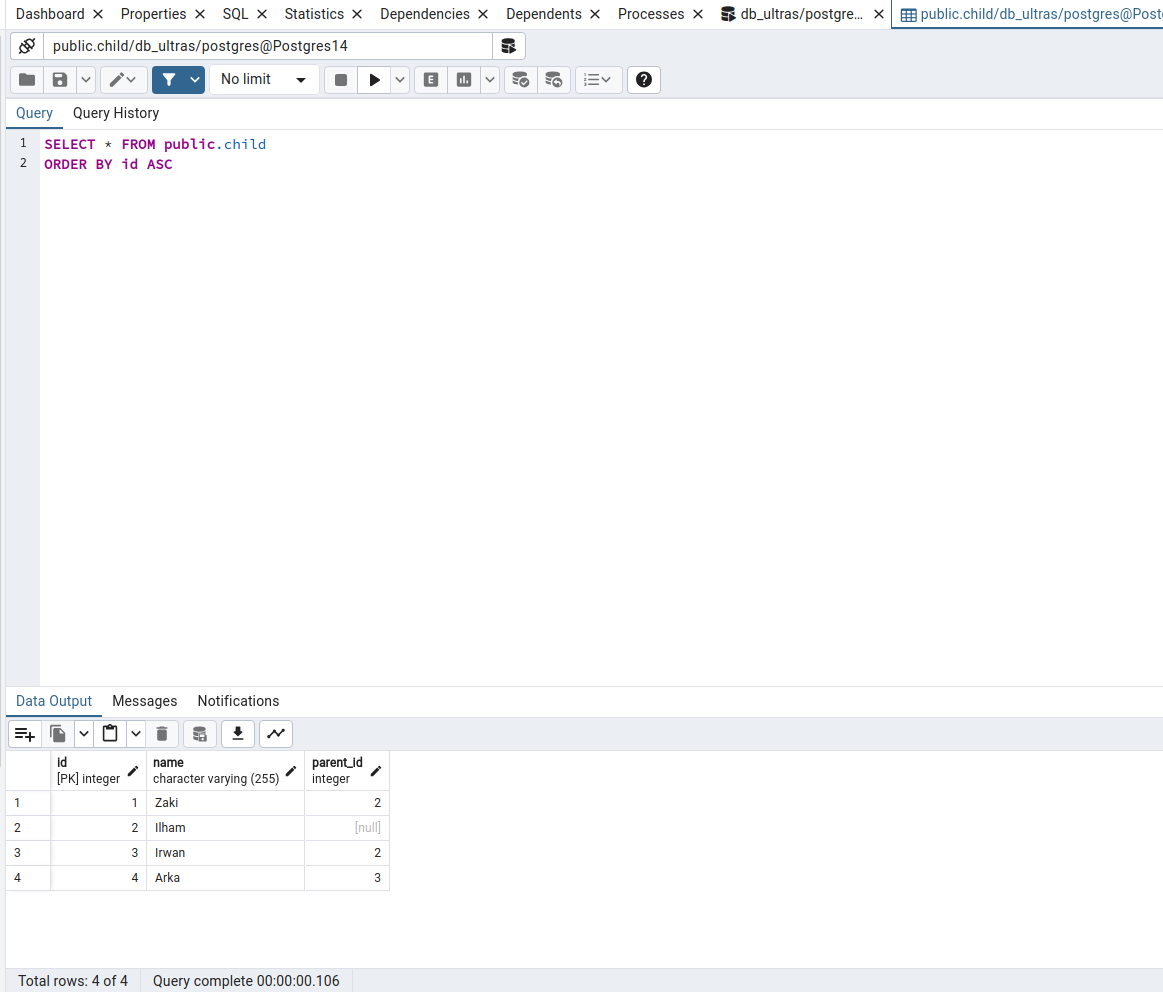 Dashboard Properties SQL Statistics Dependencies Dependents Processes db_ultras/postgre... public.child/db_ultras/postgres@Post
public.child/db_ultras/postgres@Postgres14
No limit E ?
Query Query History
1 SELECT * FROM public.child
2 ORDER BY id ASC
Data Output Messages Notifications
id name parent_id
[PK] integer character varying (255) integer
1 1 Zaki 2
2 2 Ilham [null]
3 3 Irwan 2
4 4 Arka 3
Total rows: 4 of 4 Query complete 00:00:00.106